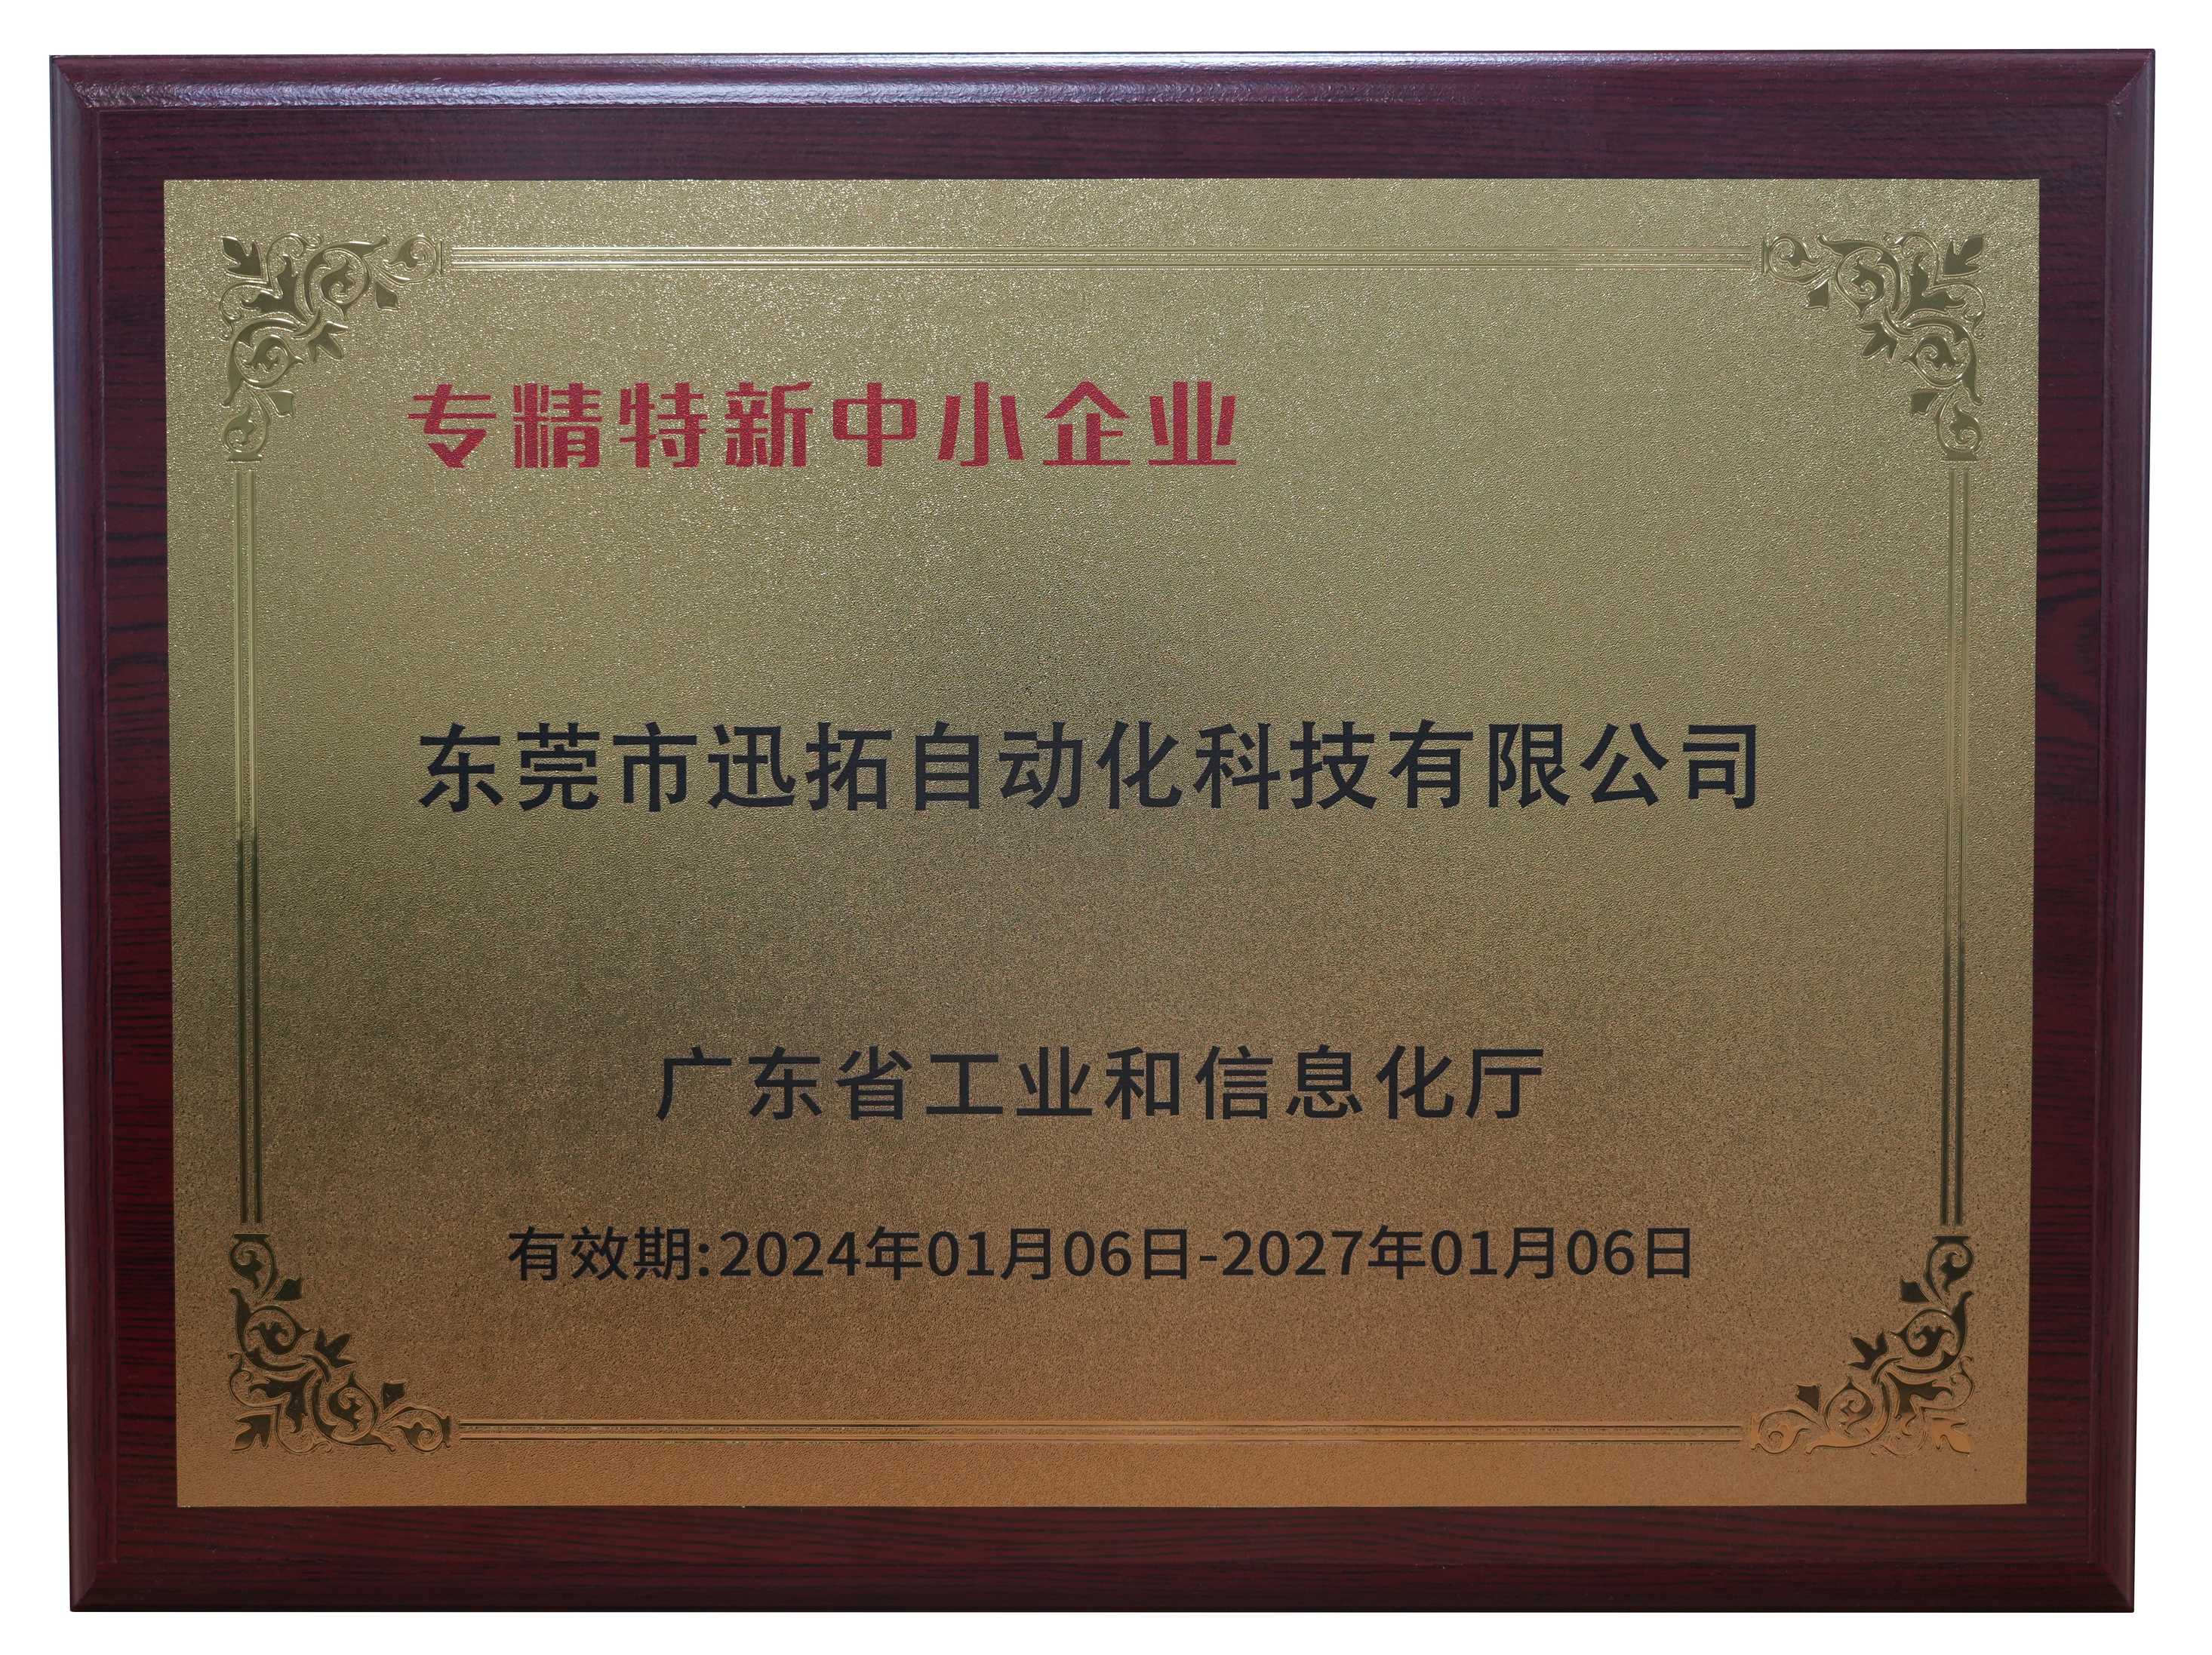 专精特新中小企业
东莞市迅拓自动化科技有限公司
广东省工业和信息化厅
有效期:2024年01月06日-2027年01月06日